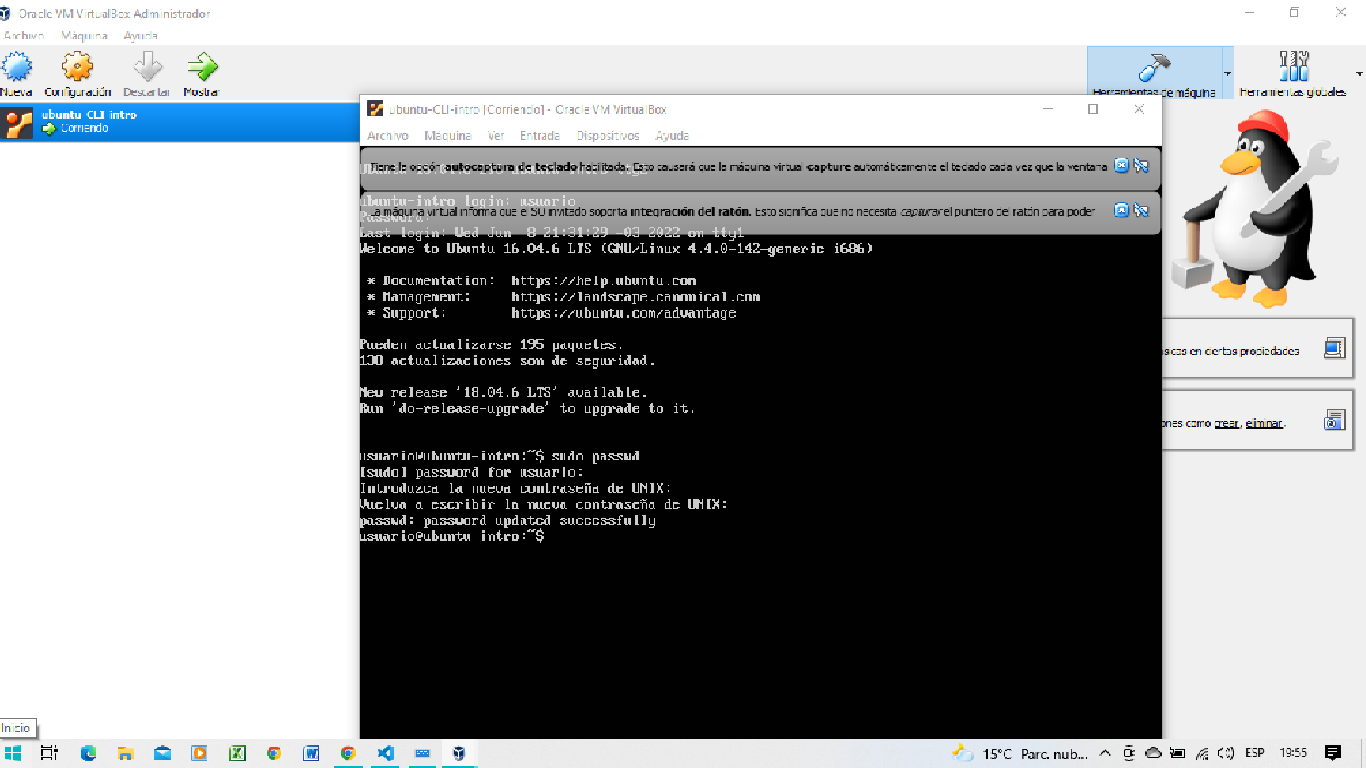 Oracle VM VirtualBox Administrador
Archivo Máquina Ayuda
Nueva Configuración Descartar Mostrar
Herramientas de máquina Herramientas globales
ubuntu-CLI-intro
Corriendo
ubuntu-CLI-intro [Corriendo] - Oracle VM VirtualBox
Archivo Máquina Ver Entrada Dispositivos Ayuda
Tiene la opción autocaptura de teclado habilitada. Esto causará que la máquina virtual capture automáticamente el teclado cada vez que la ventana
ubuntu-intro login: usuario
La máquina virtual informa que el SO invitado soporta integración del ratón. Esto significa que no necesita capturar el puntero del ratón para poder
Password:
Last login: Wed Jun  8 21:31:29 -03 2022 on tty1
Welcome to Ubuntu 16.04.6 LTS (GNU/Linux 4.4.0-142-generic i686)
* Documentation: https://help.ubuntu.com
* Management: https://landscape.canonical.com
* Support: https://ubuntu.com/advantage
Pueden actualizarse 195 paquetes.
130 actualizaciones son de seguridad.
New release '18.04.6 LTS' available.
Run 'do-release-upgrade' to upgrade to it.
usuario@ubuntu-intro:~$ sudo passwd
[sudo] password for usuario:
Introduzca la nueva contraseña de UNIX:
Vuelva a escribir la nueva contraseña de UNIX:
passwd: password updated successfully
usuario@ubuntu-intro:~$
sicas en ciertas propiedades
ones como crear, eliminar.
Inicio
15°C Parc. nub... ESP 19:55